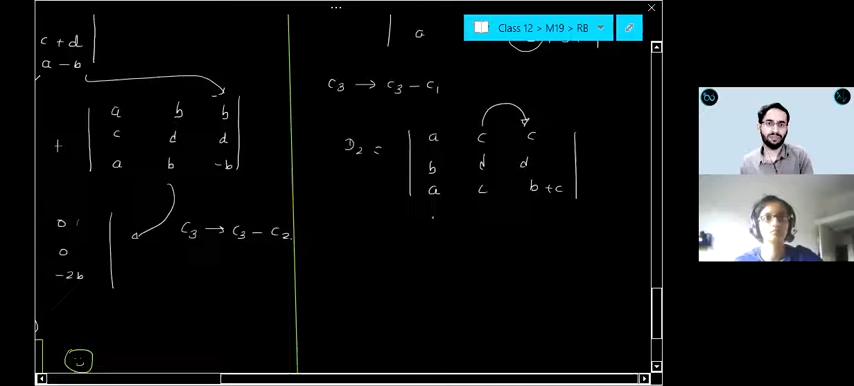 Class 12 > M19 > RB
c + d
a − b
+ | a b b |
| c d d |
| a b −b |
0
0
−2b
C₃ → C₃ − C₂
a
C₃ → C₃ − C₁
D₂ = | a c c |
| b d d |
| a c b + c |